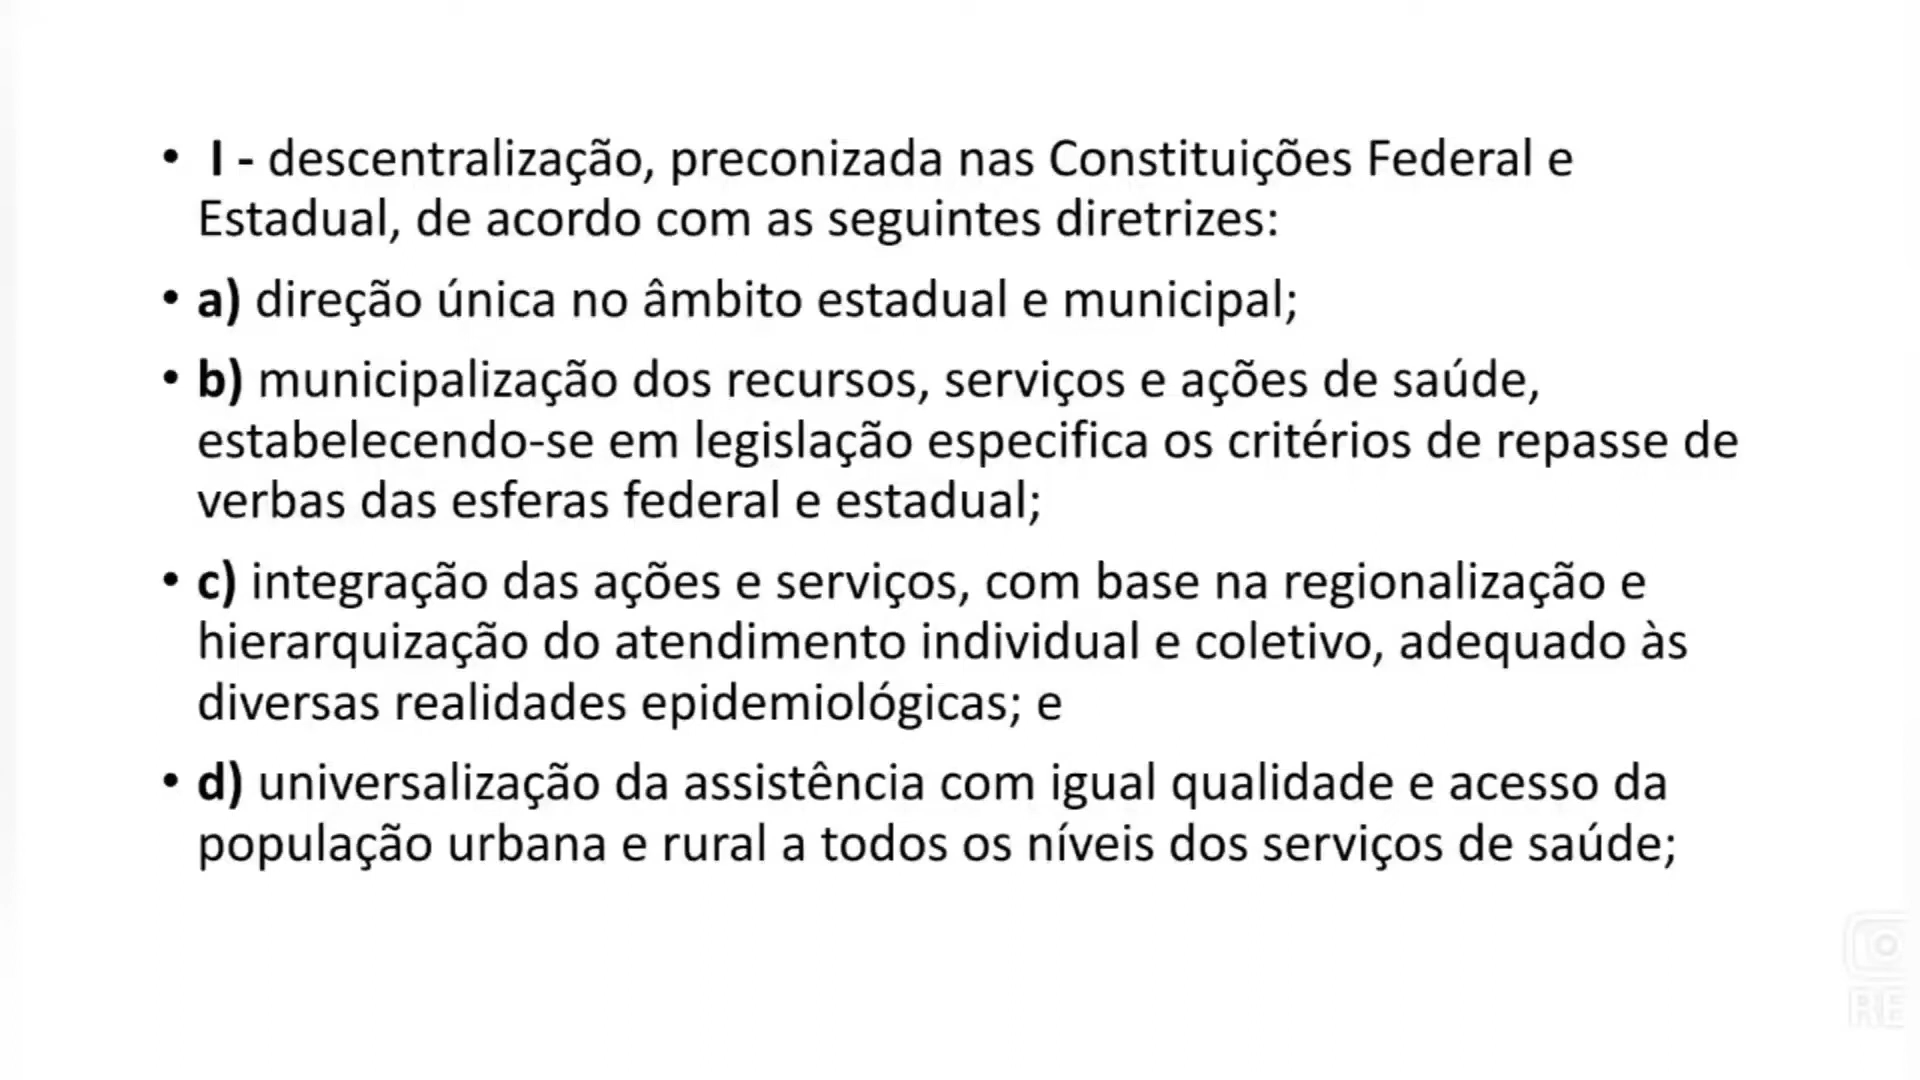 • I - descentralização, preconizada nas Constituições Federal e
Estadual, de acordo com as seguintes diretrizes:
• a) direção única no âmbito estadual e municipal;
• b) municipalização dos recursos, serviços e ações de saúde,
estabelecendo-se em legislação especifica os critérios de repasse de
verbas das esferas federal e estadual;
• c) integração das ações e serviços, com base na regionalização e
hierarquização do atendimento individual e coletivo, adequado às
diversas realidades epidemiológicas; e
• d) universalização da assistência com igual qualidade e acesso da
população urbana e rural a todos os níveis dos serviços de saúde;
RE